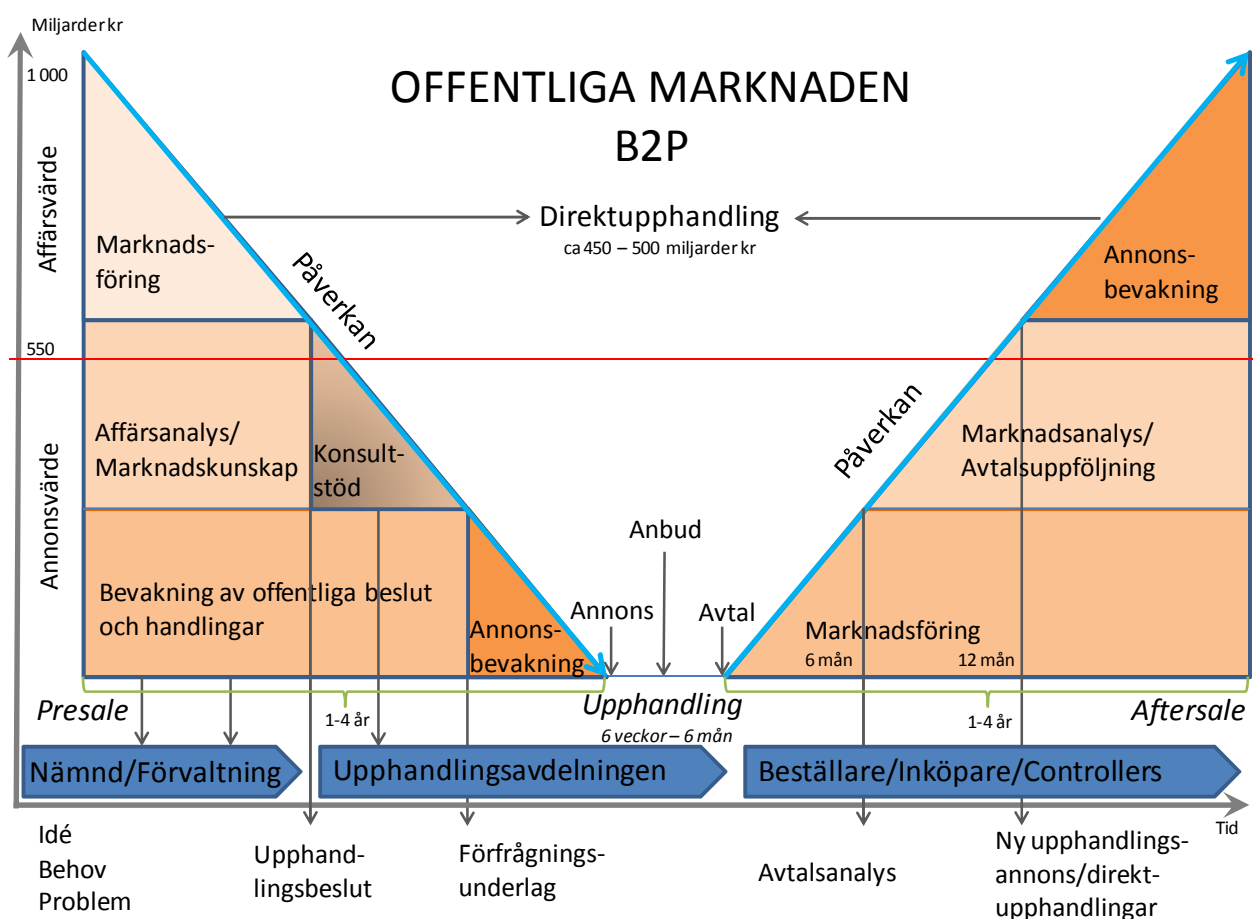 Miljarder kr
1 000
OFFENTLIGA MARKNADEN
B2P
Affärsvärde
Direktupphandling
ca 450 – 500 miljarder kr
Marknads-
föring
Påverkan
Annons-
bevakning
550
Annonsvärde
Affärsanalys/
Marknadskunskap
Konsult-
stöd
Påverkan
Marknadsanalys/
Avtalsuppföljning
Bevakning av offentliga beslut
och handlingar
Annons-
bevakning
Annons
Anbud
Avtal
Marknadsföring
6 mån
12 mån
Presale
1-4 år
Upphandling
6 veckor – 6 mån
1-4 år
Aftersale
Nämnd/Förvaltning
Upphandlingsavdelningen
Beställare/Inköpare/Controllers
Tid
Idé
Behov
Problem
Upphand-
lingsbeslut
Förfrågnings-
underlag
Avtalsanalys
Ny upphandlings-
annons/direkt-
upphandlingar